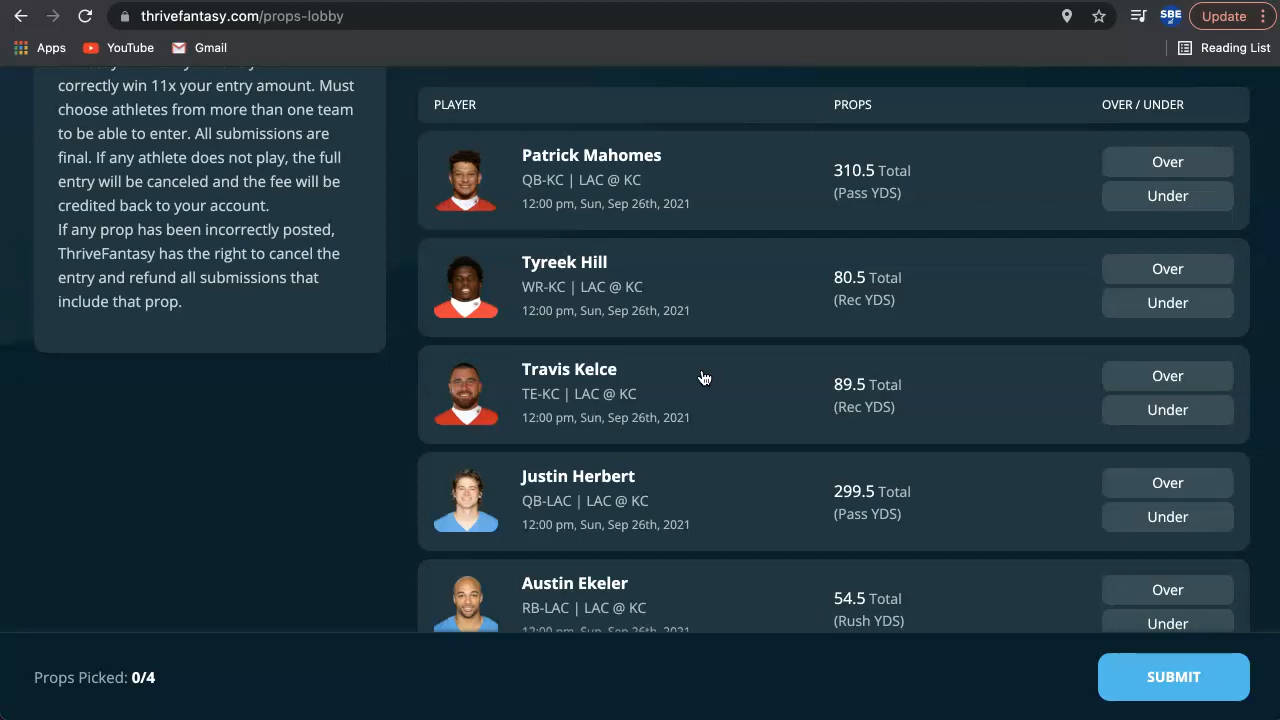 thrivefantasy.com/props-lobby
SBE
Update
Apps
YouTube
Gmail
Reading List
correctly win 11x your entry amount. Must
choose athletes from more than one team
to be able to enter. All submissions are
final. If any athlete does not play, the full
entry will be canceled and the fee will be
credited back to your account.
If any prop has been incorrectly posted,
ThriveFantasy has the right to cancel the
entry and refund all submissions that
include that prop.
PLAYER
PROPS
OVER / UNDER
Patrick Mahomes
QB-KC | LAC @ KC
12:00 pm, Sun, Sep 26th, 2021
310.5 Total
(Pass YDS)
Over
Under
Tyreek Hill
WR-KC | LAC @ KC
12:00 pm, Sun, Sep 26th, 2021
80.5 Total
(Rec YDS)
Over
Under
Travis Kelce
TE-KC | LAC @ KC
12:00 pm, Sun, Sep 26th, 2021
89.5 Total
(Rec YDS)
Over
Under
Justin Herbert
QB-LAC | LAC @ KC
12:00 pm, Sun, Sep 26th, 2021
299.5 Total
(Pass YDS)
Over
Under
Austin Ekeler
RB-LAC | LAC @ KC
12:00 pm, Sun, Sep 26th, 2021
54.5 Total
(Rush YDS)
Over
Under
Props Picked: 0/4
SUBMIT